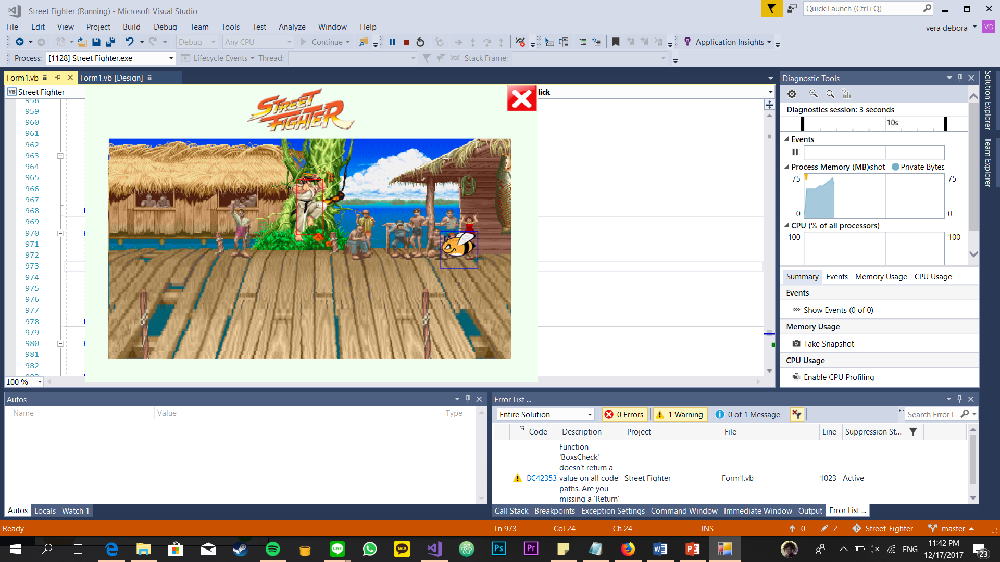 Street Fighter (Running) - Microsoft Visual Studio
Quick Launch (Ctrl+Q)
File Edit View Project Build Debug Team Tools Test Analyze Window Help
vera debora VD
Debug Any CPU Continue Application Insights
Process: [1128] Street Fighter.exe Lifecycle Events Thread: Stack Frame:
Form1.vb Form1.vb [Design]
VB Street Fighter
lick
STREET
FIGHTER
958
959
960
961
962
963
964
965
966
967
968
969
970
971
972
973
974
975
976
977
978
979
980
981
982
983
100 %
Diagnostic Tools
Diagnostics session: 3 seconds
10s
Events
Process Memory (MB) shot Private Bytes
75 75
0 0
CPU (% of all processors)
100 100
Summary Events Memory Usage CPU Usage
Events
Show Events (0 of 0)
Memory Usage
Take Snapshot
CPU Usage
Enable CPU Profiling
Solution Explorer
Team Explorer
Autos
Name Value Type
Autos Locals Watch 1
Error List ...
Entire Solution 0 Errors 1 Warning 0 of 1 Message Search Error L
Code Description Project File Line Suppression St...
Function
'BoxsCheck'
doesn't return a
BC42353 value on all code Street Fighter Form1.vb 1023 Active
paths. Are you
missing a 'Return'
Call Stack Breakpoints Exception Settings Command Window Immediate Window Output Error List ...
Ready Ln 973 Col 24 Ch 24 INS 0 2 Street-Fighter master
LINE TALK Ps Pr ENG
11:42 PM
12/17/2017
23